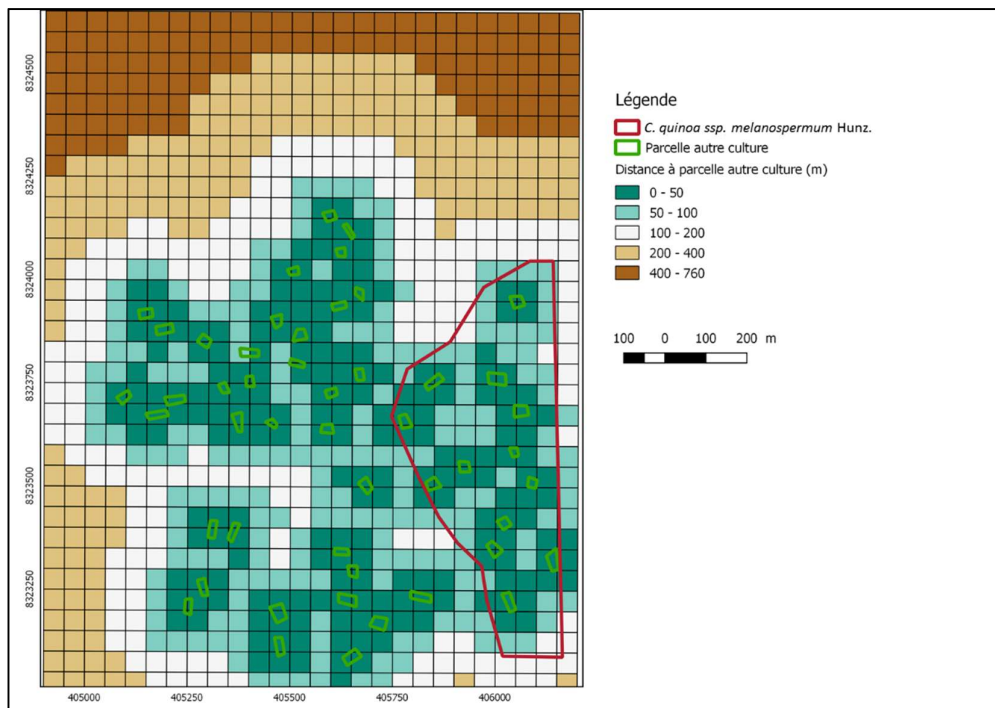 8324500
8324250
8324000
8323750
8323500
8323250
405000 405250 405500 405750 406000
Légende
C. quinoa ssp. melanospermum Hunz.
Parcelle autre culture
Distance à parcelle autre culture (m)
0 - 50
50 - 100
100 - 200
200 - 400
400 - 760
100 0 100 200 m